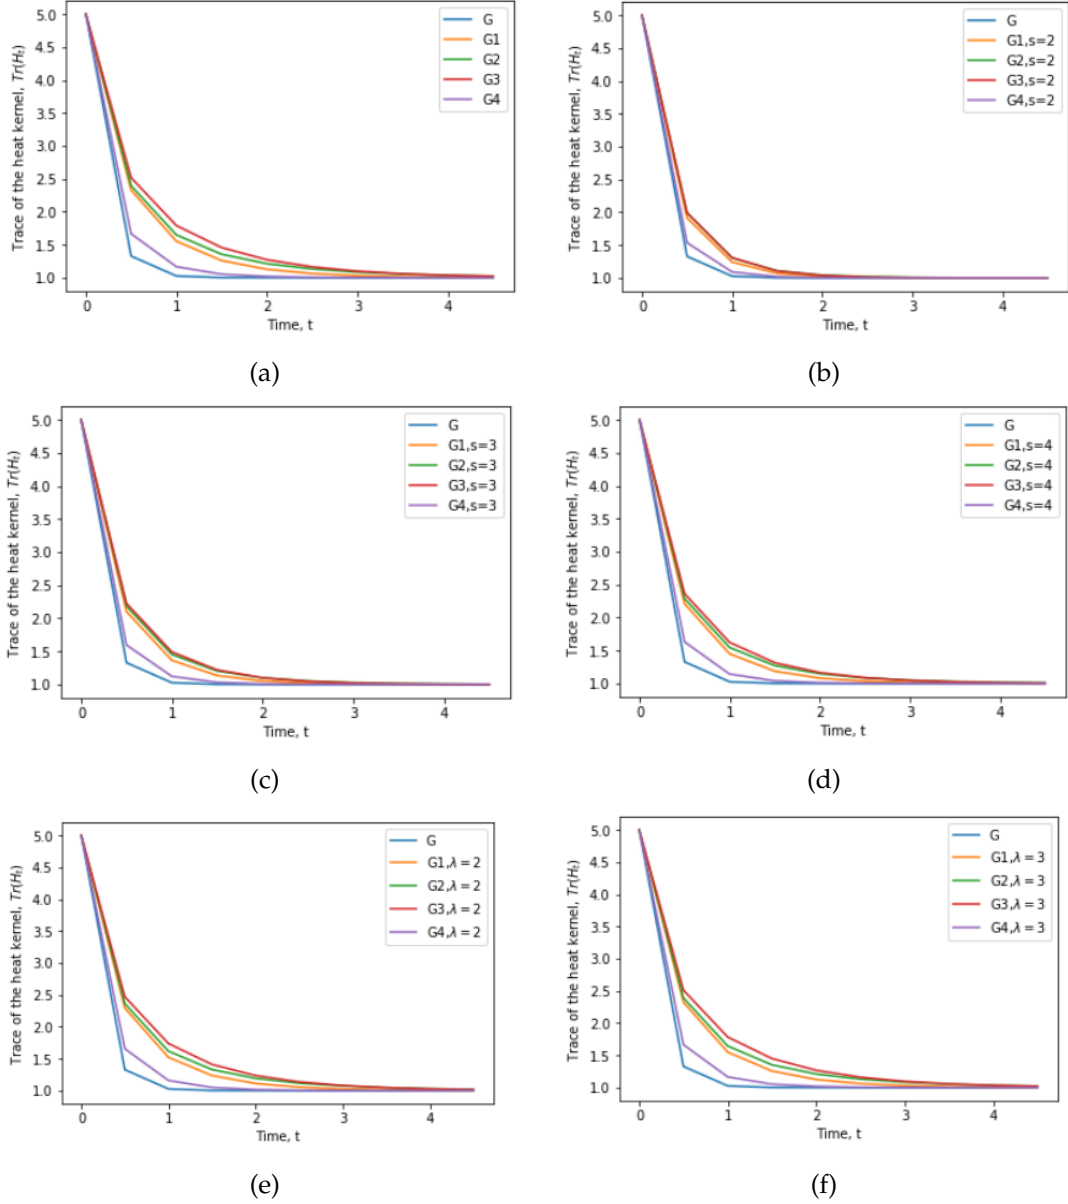 5.0
4.5
4.0
3.5
3.0
2.5
2.0
1.5
1.0
Trace of the heat kernel, Tr(Hₜ)
0 1 2 3 4
Time, t
G
G1
G2
G3
G4
(a)
5.0
4.5
4.0
3.5
3.0
2.5
2.0
1.5
1.0
Trace of the heat kernel, Tr(Hₜ)
0 1 2 3 4
Time, t
G
G1,s=2
G2,s=2
G3,s=2
G4,s=2
(b)
5.0
4.5
4.0
3.5
3.0
2.5
2.0
1.5
1.0
Trace of the heat kernel, Tr(Hₜ)
0 1 2 3 4
Time, t
G
G1,s=3
G2,s=3
G3,s=3
G4,s=3
(c)
5.0
4.5
4.0
3.5
3.0
2.5
2.0
1.5
1.0
Trace of the heat kernel, Tr(Hₜ)
0 1 2 3 4
Time, t
G
G1,s=4
G2,s=4
G3,s=4
G4,s=4
(d)
5.0
4.5
4.0
3.5
3.0
2.5
2.0
1.5
1.0
Trace of the heat kernel, Tr(Hₜ)
0 1 2 3 4
Time, t
G
G1,λ = 2
G2,λ = 2
G3,λ = 2
G4,λ = 2
(e)
5.0
4.5
4.0
3.5
3.0
2.5
2.0
1.5
1.0
Trace of the heat kernel, Tr(Hₜ)
0 1 2 3 4
Time, t
G
G1,λ = 3
G2,λ = 3
G3,λ = 3
G4,λ = 3
(f)